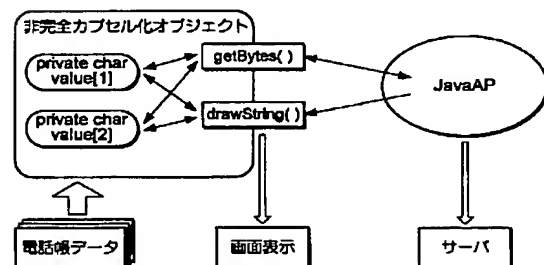 非完全カプセル化オブジェクト
private char
value[1]
getBytes( )
JavaAP
private char
value[2]
drawString( )
電話帳データ
画面表示
サーバ